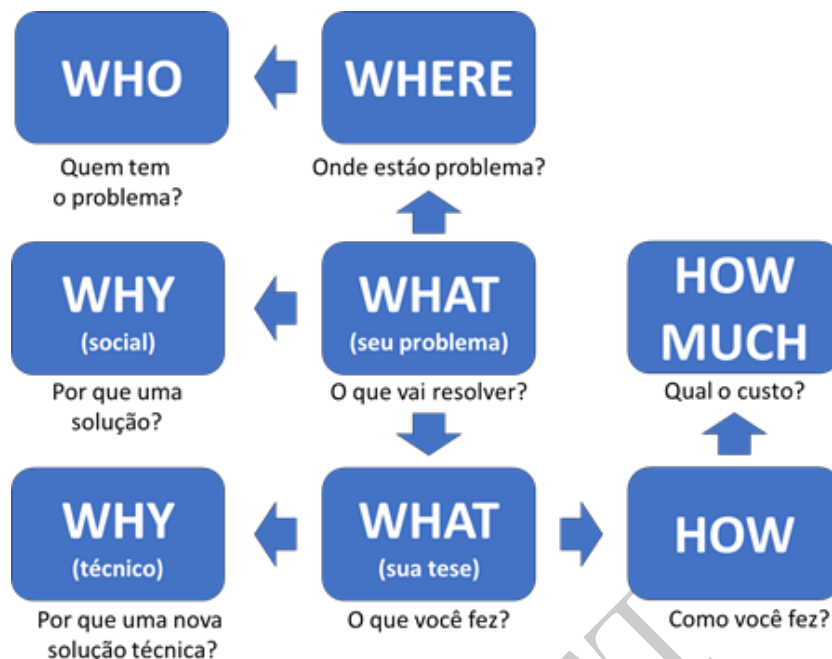 WHO
WHERE
Quem tem
o problema?
Onde estáo problema?
WHY
(social)
WHAT
(seu problema)
HOW
MUCH
Por que uma
solução?
O que vai resolver?
Qual o custo?
WHY
(técnico)
WHAT
(sua tese)
HOW
Por que uma nova
solução técnica?
O que você fez?
Como você fez?